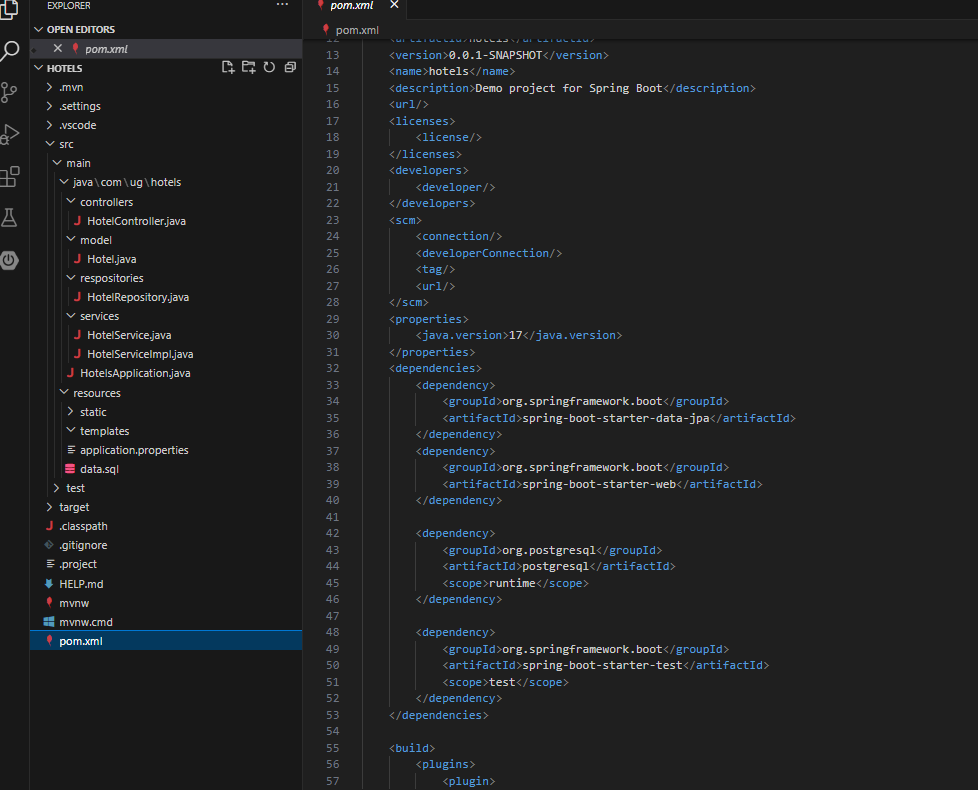 EXPLORER
OPEN EDITORS
pom.xml
HOTELS
.mvn
.settings
.vscode
src
main
java\com\ug\hotels
controllers
HotelController.java
model
Hotel.java
respositories
HotelRepository.java
services
HotelService.java
HotelServiceImpl.java
HotelsApplication.java
resources
static
templates
application.properties
data.sql
test
target
.classpath
.gitignore
.project
HELP.md
mvnw
mvnw.cmd
pom.xml
pom.xml
pom.xml
12 <artifactId>hotels</artifactId>
13 <version>0.0.1-SNAPSHOT</version>
14 <name>hotels</name>
15 <description>Demo project for Spring Boot</description>
16 <url/>
17 <licenses>
18 <license/>
19 </licenses>
20 <developers>
21 <developer/>
22 </developers>
23 <scm>
24 <connection/>
25 <developerConnection/>
26 <tag/>
27 <url/>
28 </scm>
29 <properties>
30 <java.version>17</java.version>
31 </properties>
32 <dependencies>
33 <dependency>
34 <groupId>org.springframework.boot</groupId>
35 <artifactId>spring-boot-starter-data-jpa</artifactId>
36 </dependency>
37 <dependency>
38 <groupId>org.springframework.boot</groupId>
39 <artifactId>spring-boot-starter-web</artifactId>
40 </dependency>
41
42 <dependency>
43 <groupId>org.postgresql</groupId>
44 <artifactId>postgresql</artifactId>
45 <scope>runtime</scope>
46 </dependency>
47
48 <dependency>
49 <groupId>org.springframework.boot</groupId>
50 <artifactId>spring-boot-starter-test</artifactId>
51 <scope>test</scope>
52 </dependency>
53 </dependencies>
54
55 <build>
56 <plugins>
57 <plugin>